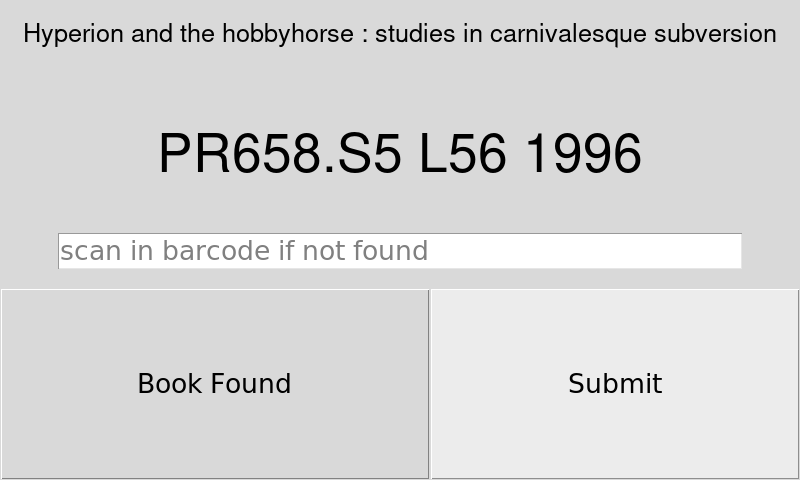 Hyperion and the hobbyhorse : studies in carnivalesque subversion
PR658.S5 L56 1996
scan in barcode if not found
Book Found
Submit